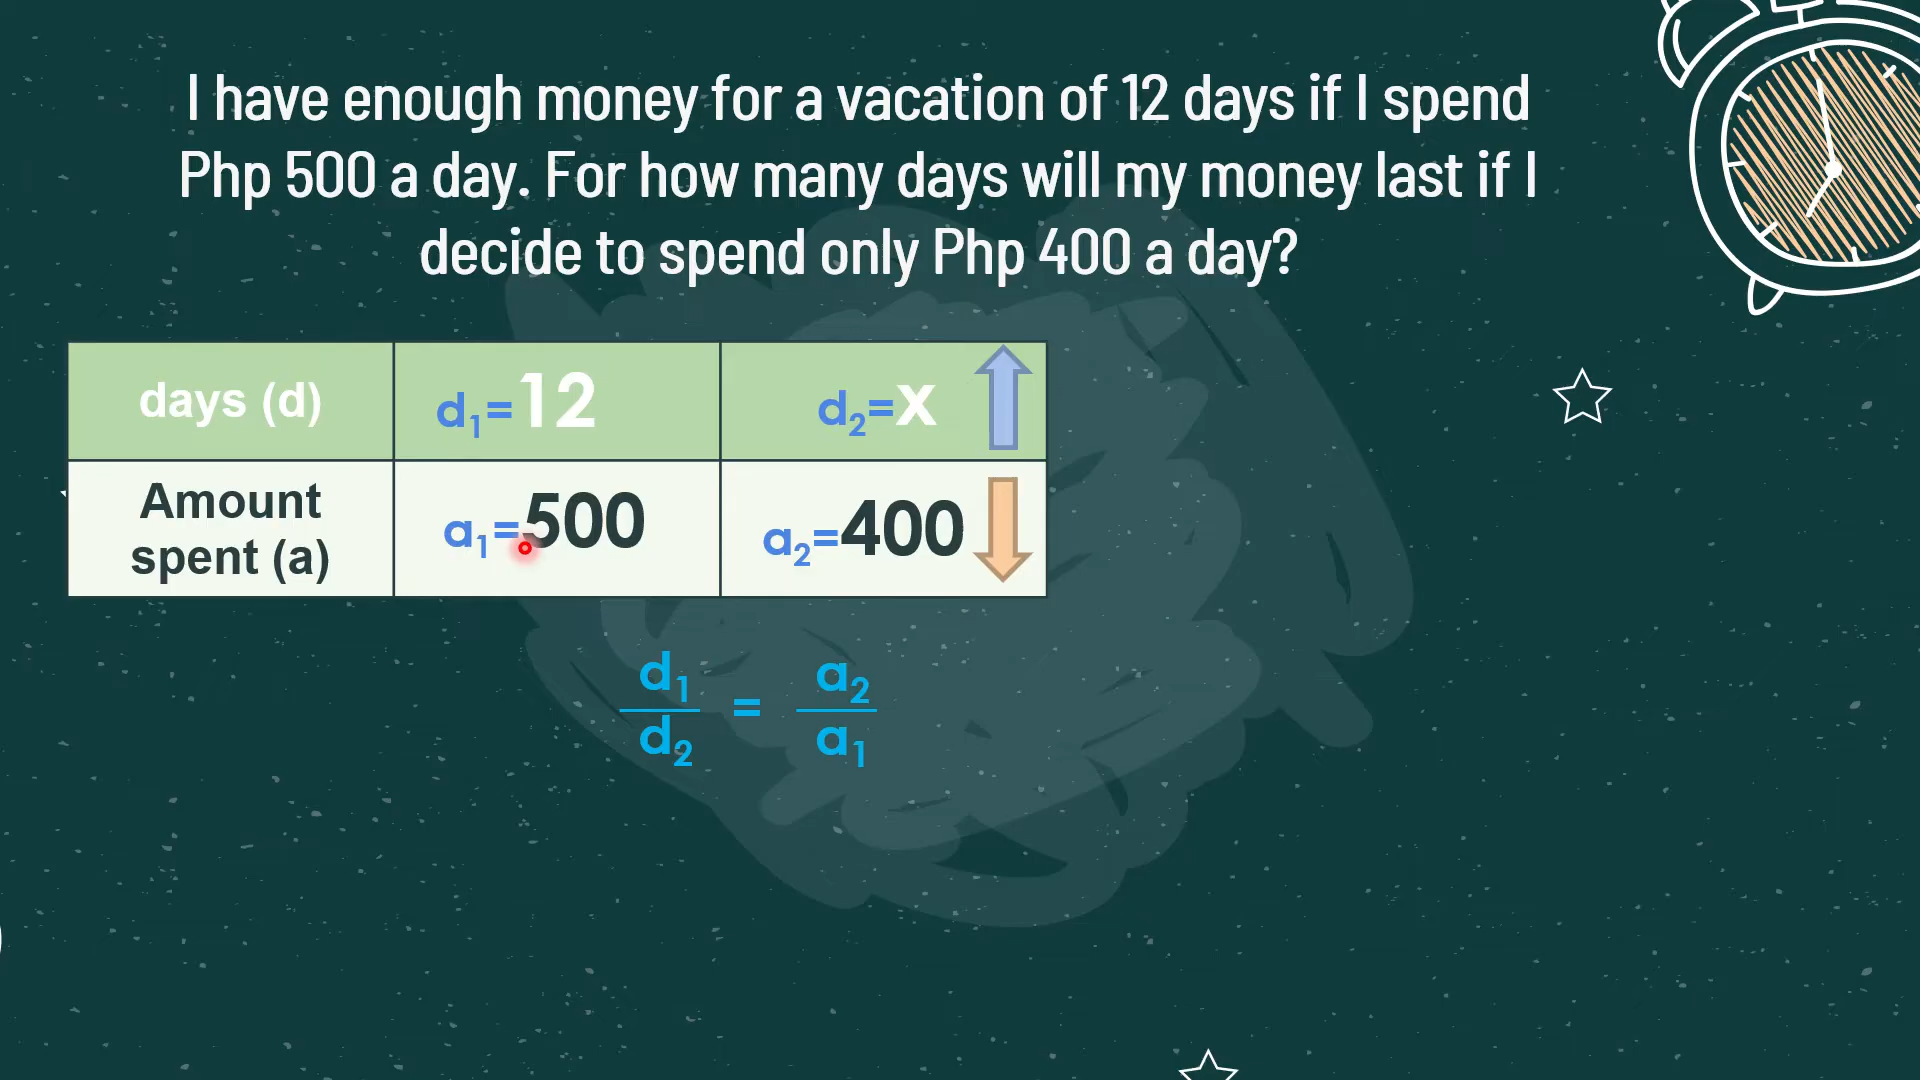 I have enough money for a vacation of 12 days if I spend
Php 500 a day. For how many days will my money last if I
decide to spend only Php 400 a day?
days (d) d₁=12 d₂=x
Amount
spent (a) a₁=500 a₂=400
d₁ a₂
=
d₂ a₁